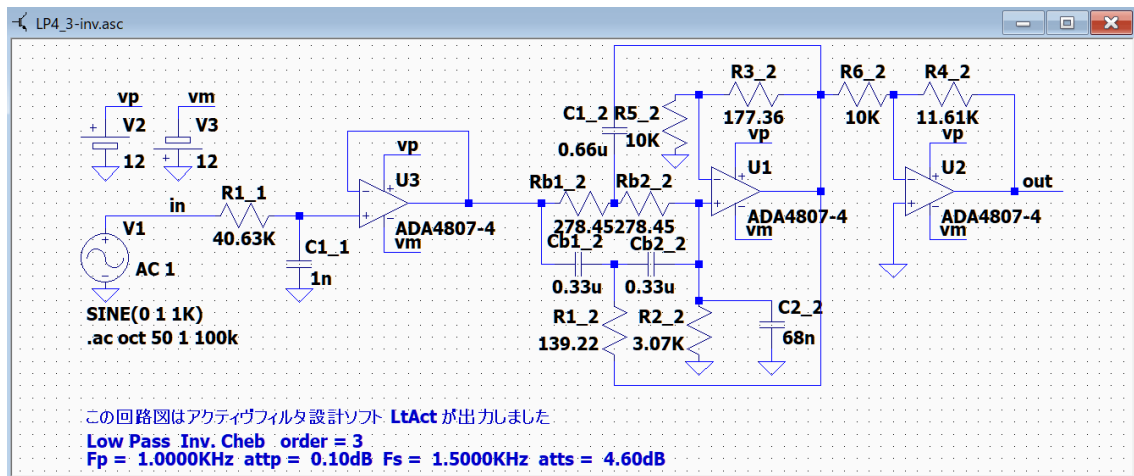 LP4_3-inv.asc
vp
vm
V2
V3
12
12
in
R1_1
40.63K
V1
AC 1
C1_1
1n
SINE(0 1 1K)
.ac oct 50 1 100k
vp
U3
ADA4807-4
vm
C1_2
0.66u
R5_2
10K
R3_2
177.36
R6_2
10K
R4_2
11.61K
Rb1_2
278.45
Rb2_2
278.45
Cb1_2
0.33u
Cb2_2
0.33u
vp
U1
ADA4807-4
vm
vp
U2
ADA4807-4
vm
out
R1_2
139.22
R2_2
3.07K
C2_2
68n
この回路図はアクティヴフィルタ設計ソフト LtAct が出力しました
Low Pass Inv. Cheb order = 3
Fp = 1.0000KHz attp = 0.10dB Fs = 1.5000KHz atts = 4.60dB